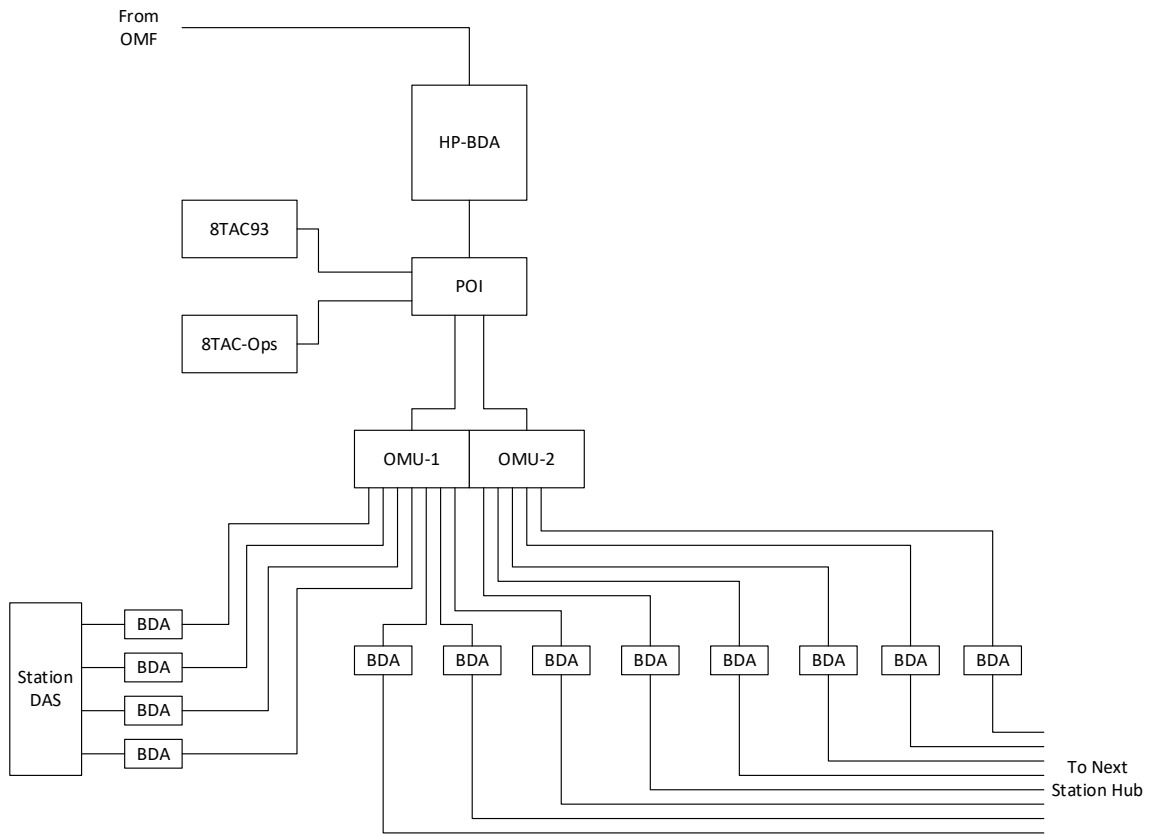 From
OMF
HP-BDA
8TAC93
POI
8TAC-Ops
OMU-1
OMU-2
BDA
BDA
BDA
BDA
Station
DAS
BDA
BDA
BDA
BDA
BDA
BDA
BDA
BDA
To Next
Station Hub